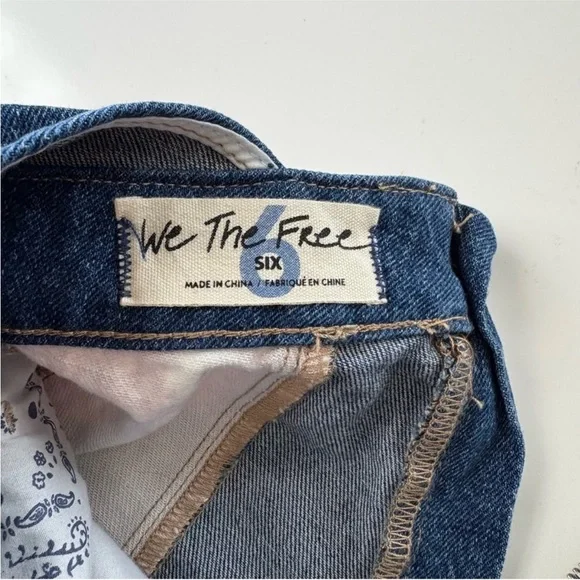 We The Free
6
SIX
MADE IN CHINA / FABRIQUÉ EN CHINE